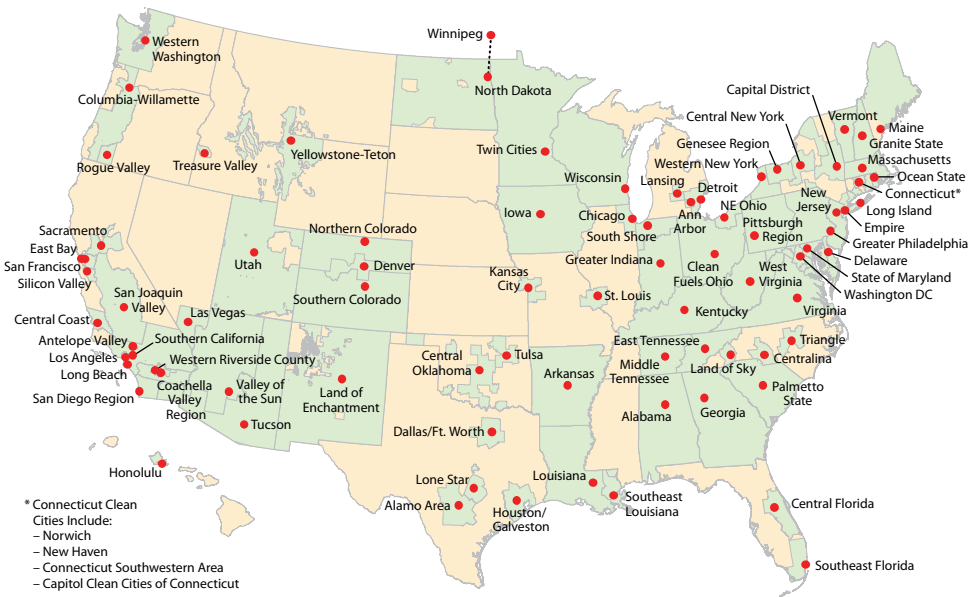 Winnipeg
Western
Washington
North Dakota
Columbia-Willamette
Capital District
Vermont
Maine
Central New York
Granite State
Rogue Valley
Treasure Valley
Yellowstone-Teton
Twin Cities
Genesee Region
Massachusetts
Western New York
Ocean State
Wisconsin
Lansing
Detroit
Connecticut*
New
Jersey
NE Ohio
Long Island
Iowa
Chicago
Ann
Arbor
Empire
Sacramento
Northern Colorado
South Shore
Pittsburgh
Region
Greater Philadelphia
East Bay
Utah
Denver
Greater Indiana
Clean
Fuels Ohio
Delaware
San Francisco
Kansas
City
West
Virginia
State of Maryland
Silicon Valley
Southern Colorado
St. Louis
Washington DC
San Joaquin
Valley
Las Vegas
Kentucky
Virginia
Central Coast
Antelope Valley
Southern California
East Tennessee
Triangle
Los Angeles
Western Riverside County
Central
Oklahoma
Tulsa
Middle
Tennessee
Land of Sky
Centralina
Long Beach
Coachella
Valley
Region
Valley of
the Sun
Land of
Enchantment
Arkansas
Palmetto
State
San Diego Region
Alabama
Georgia
Tucson
Dallas/Ft. Worth
Honolulu
Lone Star
Louisiana
Alamo Area
Houston/
Galveston
Southeast
Louisiana
Central Florida
Southeast Florida
* Connecticut Clean
Cities Include:
– Norwich
– New Haven
– Connecticut Southwestern Area
– Capitol Clean Cities of Connecticut